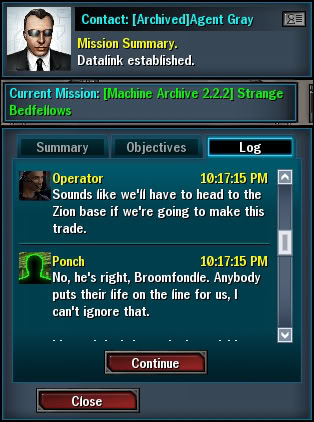 Contact: [Archived]Agent Gray
Mission Summary.
Datalink established.
Current Mission: [Machine Archive 2.2.2] Strange
Bedfellows
Summary
Objectives
Log
Operator 10:17:15 PM
Sounds like we'll have to head to the
Zion base if we're going to make this
trade.
Ponch 10:17:15 PM
No, he's right, Broomfondle. Anybody
puts their life on the line for us, I
can't ignore that.
Continue
Close